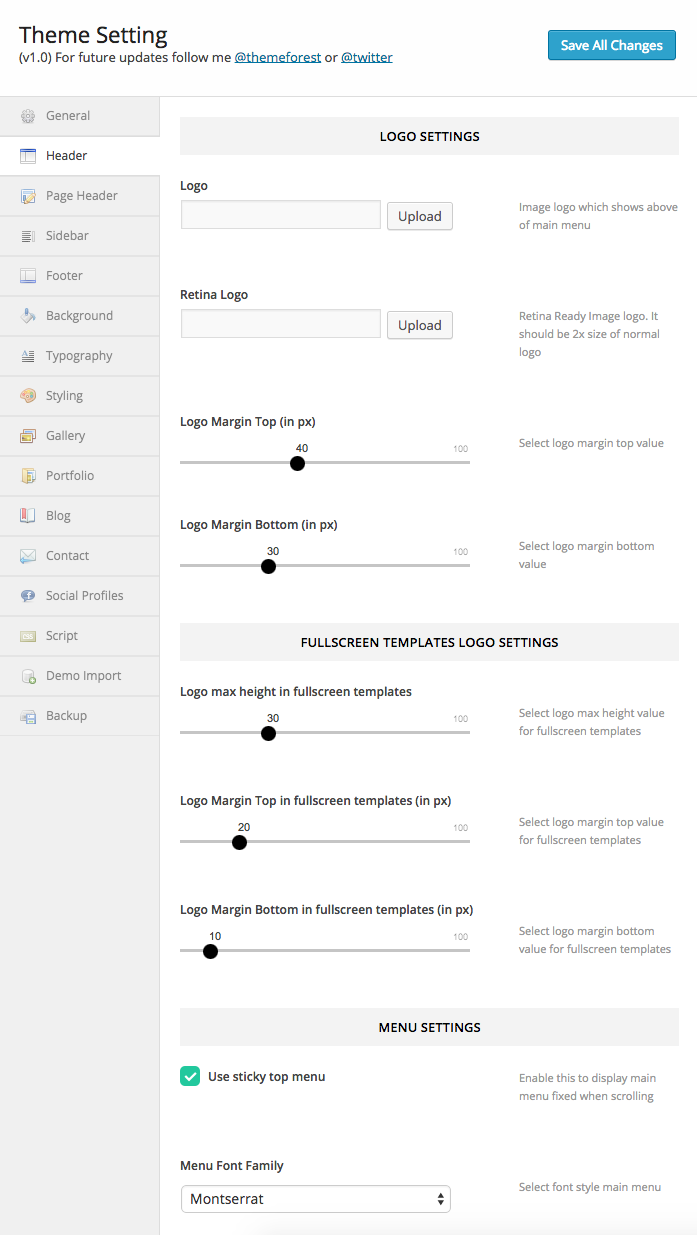 Theme Setting
(v1.0) For future updates follow me @themeforest or @twitter
Save All Changes
General
Header
Page Header
Sidebar
Footer
Background
Typography
Styling
Gallery
Portfolio
Blog
Contact
Social Profiles
Script
Demo Import
Backup
LOGO SETTINGS
Logo
Upload
Image logo which shows above
of main menu
Retina Logo
Upload
Retina Ready Image logo. It
should be 2x size of normal
logo
Logo Margin Top (in px)
40
100
Select logo margin top value
Logo Margin Bottom (in px)
30
100
Select logo margin bottom
value
FULLSCREEN TEMPLATES LOGO SETTINGS
Logo max height in fullscreen templates
30
100
Select logo max height value
for fullscreen templates
Logo Margin Top in fullscreen templates (in px)
20
100
Select logo margin top value
for fullscreen templates
Logo Margin Bottom in fullscreen templates (in px)
10
100
Select logo margin bottom
value for fullscreen templates
MENU SETTINGS
Use sticky top menu
Enable this to display main
menu fixed when scrolling
Menu Font Family
Montserrat
Select font style main menu